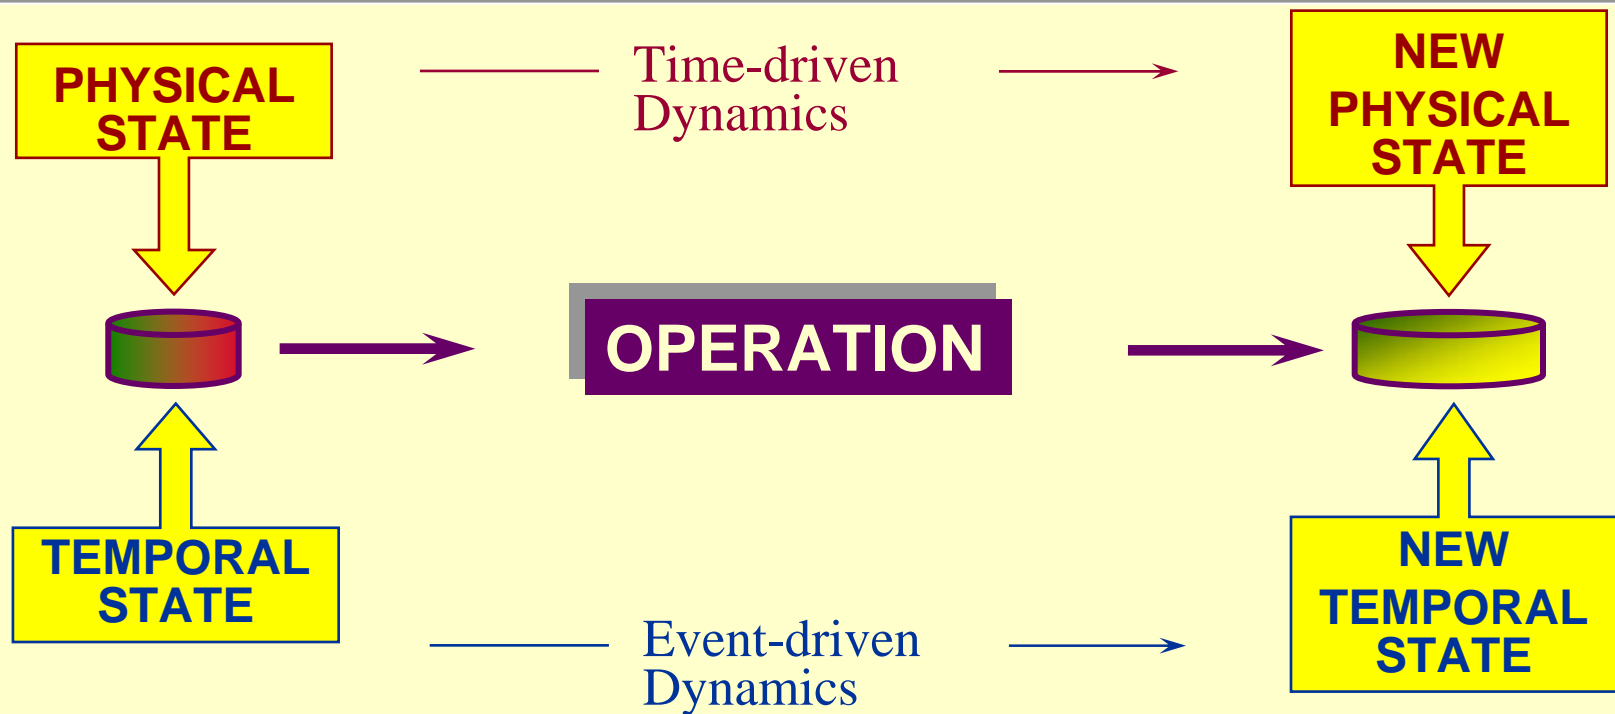 PHYSICAL
STATE
Time-driven
Dynamics
NEW
PHYSICAL
STATE
OPERATION
TEMPORAL
STATE
Event-driven
Dynamics
NEW
TEMPORAL
STATE